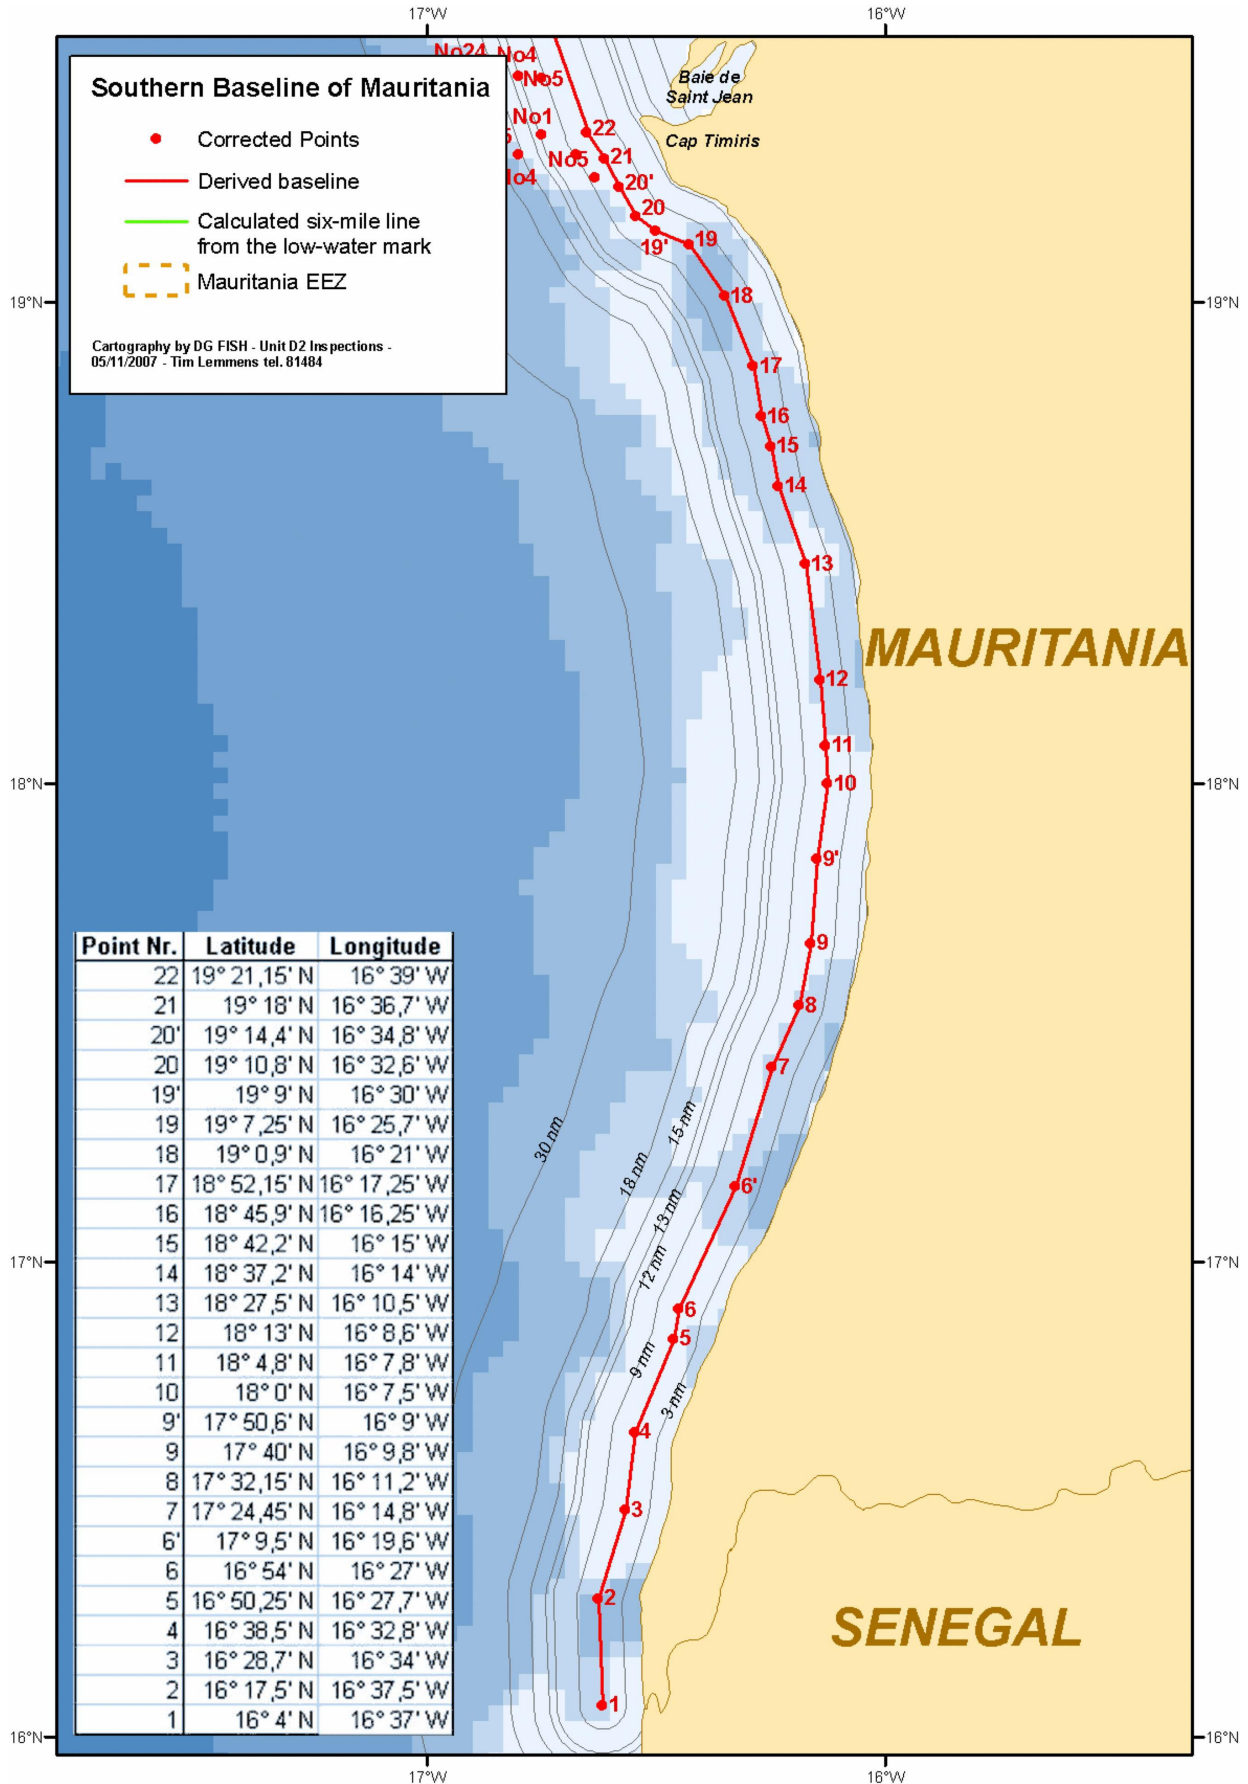 17°W
16°W
No24
No4
No5
No1
No5
Southern Baseline of Mauritania
Corrected Points
Derived baseline
Calculated six-mile line
from the low-water mark
Mauritania EEZ
Cartography by DG FISH - Unit D2 Inspections -
05/11/2007 - Tim Lemmens tel. 81484
Baie de
Saint Jean
Cap Timiris
22
21
20'
20
19'
19
18
17
16
15
14
13
12
11
10
9'
9
8
7
6'
6
5
4
3
2
1
19°N
19°N
18°N
18°N
17°N
17°N
16°N
16°N
MAURITANIA
SENEGAL
30 nm
18 nm
15 nm
13 nm
12 nm
9 nm
3 nm
Point Nr. Latitude Longitude
22 19° 21,15' N 16° 39' W
21 19° 18' N 16° 36,7' W
20' 19° 14,4' N 16° 34,8' W
20 19° 10,8' N 16° 32,6' W
19' 19° 9' N 16° 30' W
19 19° 7,25' N 16° 25,7' W
18 19° 0,9' N 16° 21' W
17 18° 52,15' N 16° 17,25' W
16 18° 45,9' N 16° 16,25' W
15 18° 42,2' N 16° 15' W
14 18° 37,2' N 16° 14' W
13 18° 27,5' N 16° 10,5' W
12 18° 13' N 16° 8,6' W
11 18° 4,8' N 16° 7,8' W
10 18° 0' N 16° 7,5' W
9' 17° 50,6' N 16° 9' W
9 17° 40' N 16° 9,8' W
8 17° 32,15' N 16° 11,2' W
7 17° 24,45' N 16° 14,8' W
6' 17° 9,5' N 16° 19,6' W
6 16° 54' N 16° 27' W
5 16° 50,25' N 16° 27,7' W
4 16° 38,5' N 16° 32,8' W
3 16° 28,7' N 16° 34' W
2 16° 17,5' N 16° 37,5' W
1 16° 4' N 16° 37' W
17°W
16°W